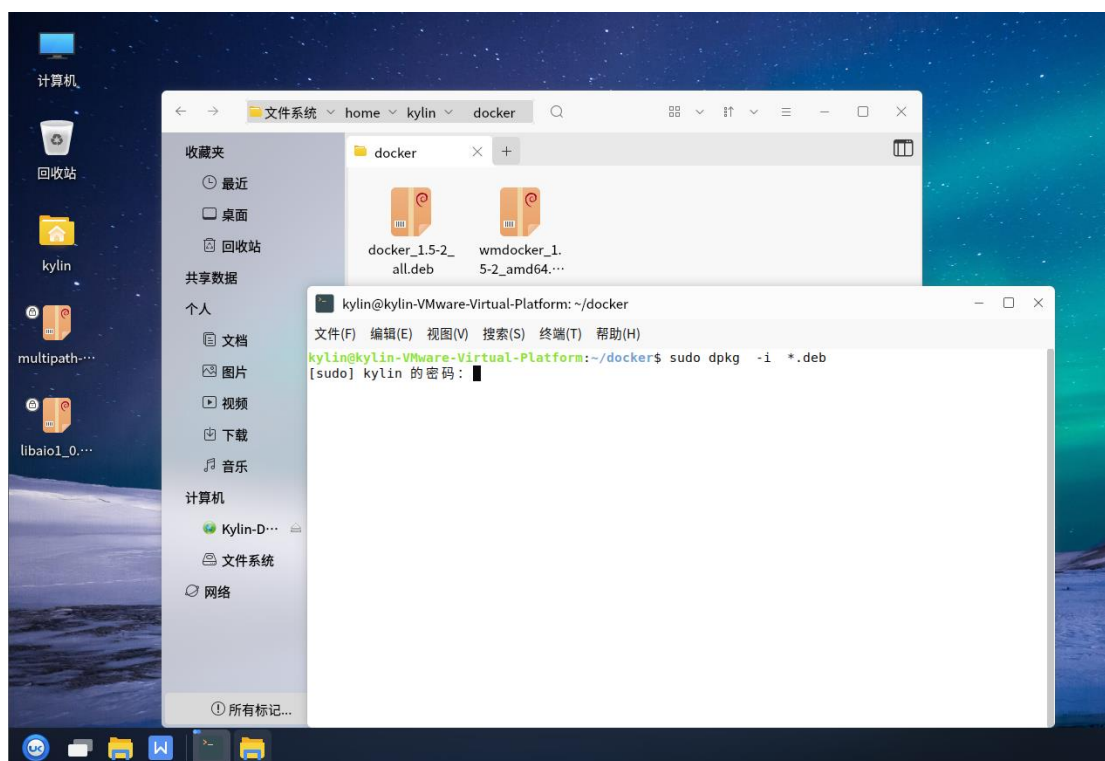 计算机
回收站
kylin
multipath-···
libaio1_0.···
文件系统 home kylin docker
收藏夹
最近
桌面
回收站
共享数据
个人
文档
图片
视频
下载
音乐
计算机
Kylin-D···
文件系统
网络
所有标记...
docker
docker_1.5-2_
all.deb
wmdocker_1.
5-2_amd64.···
kylin@kylin-VMware-Virtual-Platform: ~/docker
文件(F) 编辑(E) 视图(V) 搜索(S) 终端(T) 帮助(H)
kylin@kylin-VMware-Virtual-Platform:~/docker$ sudo dpkg -i *.deb
[sudo] kylin 的密码: